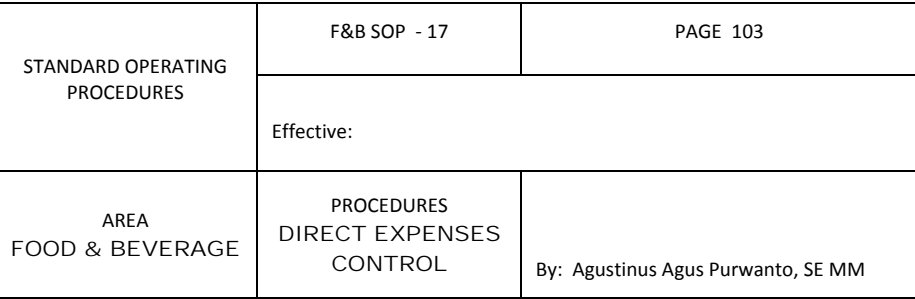 STANDARD OPERATING
PROCEDURES
F&B SOP - 17
PAGE 103
Effective:
AREA
FOOD & BEVERAGE
PROCEDURES
DIRECT EXPENSES
CONTROL
By: Agustinus Agus Purwanto, SE MM